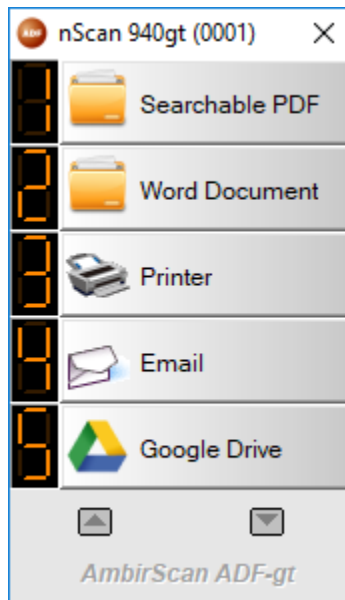 ADF nScan 940gt (0001)
1 Searchable PDF
2 Word Document
3 Printer
4 Email
5 Google Drive
AmbirScan ADF-gt